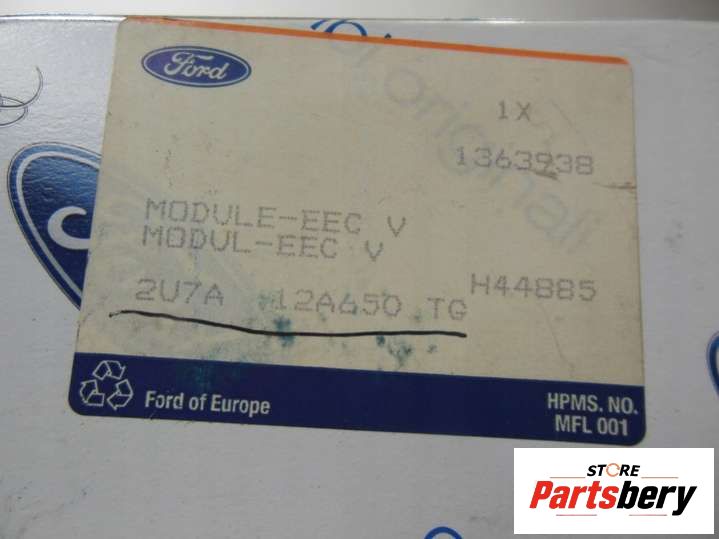 Ford
1X
1363938
MODULE-EEC V
MODUL-EEC V
2U7A 12A650 TG H44885
Ford of Europe
HPMS. NO.
MFL 001
STORE
Partsbery